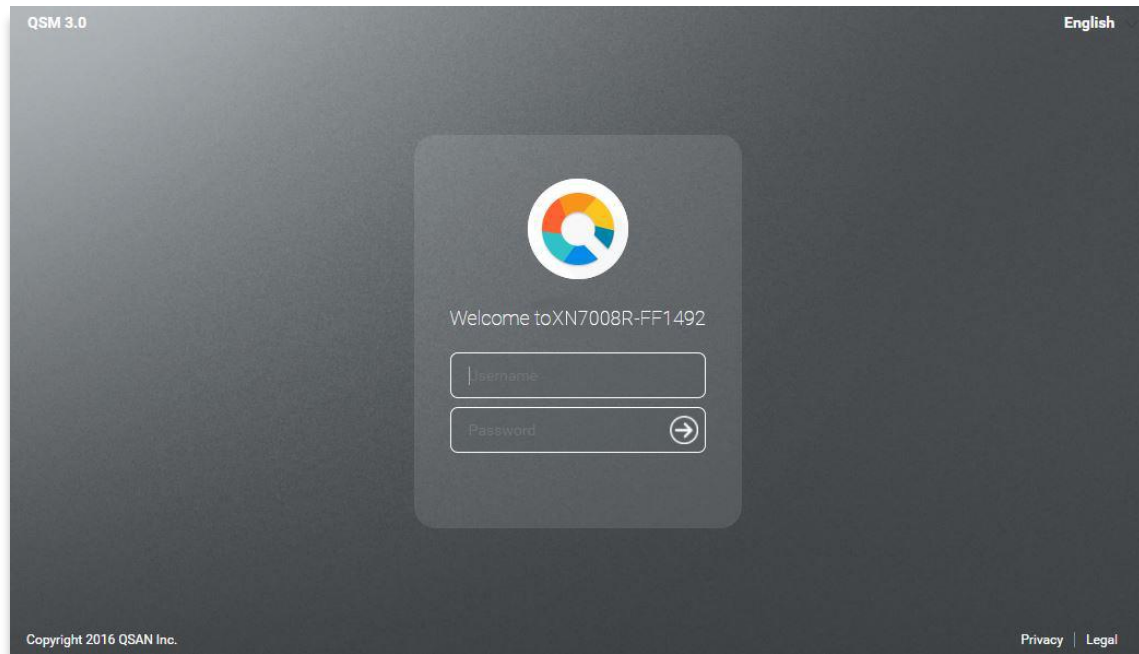 QSM 3.0
English
Welcome toXN7008R-FF1492
Username
Password
Copyright 2016 QSAN Inc.
Privacy | Legal